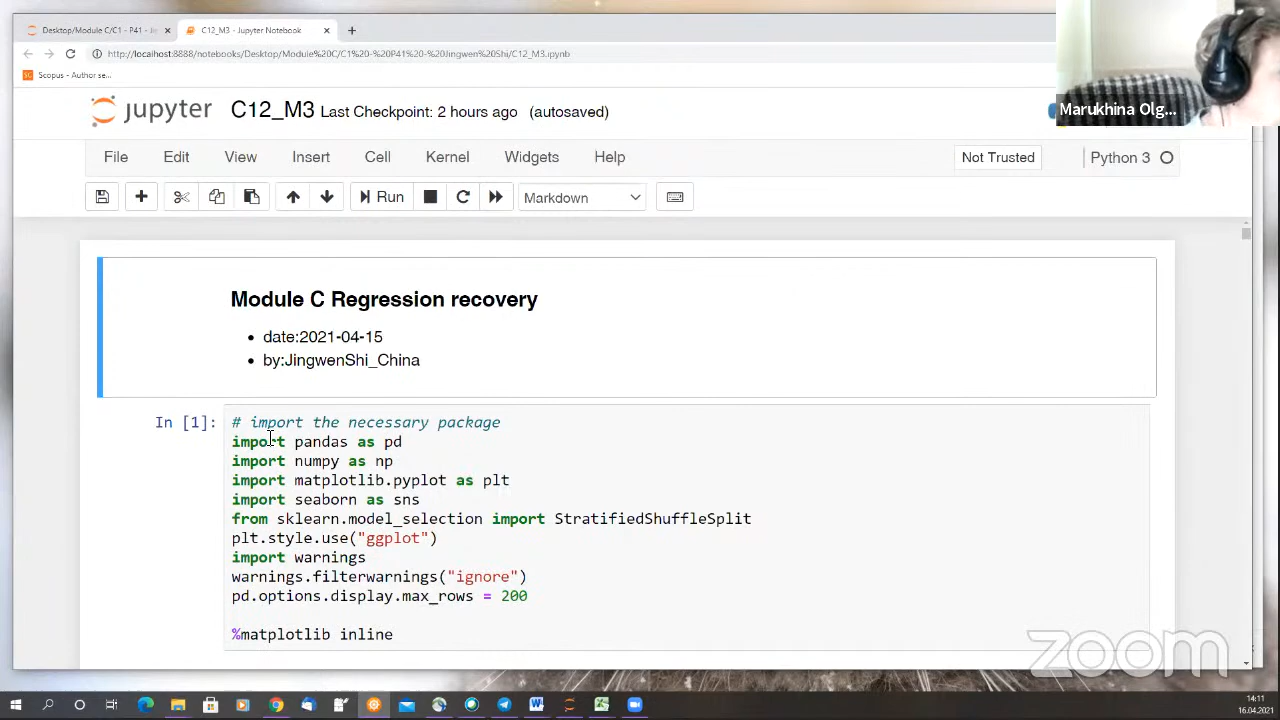 Desktop/Module C/C1 - P41 - Ji
C12_M3 - Jupyter Notebook
http://localhost:8888/notebooks/Desktop/Module%20C/C1%20-%20P41%20-%20Jingwen%20Shi/C12_M3.ipynb
Scopus - Author se...
Marukhina Olg...
jupyter C12_M3 Last Checkpoint: 2 hours ago (autosaved)
File Edit View Insert Cell Kernel Widgets Help Not Trusted Python 3
Run Markdown
Module C Regression recovery
• date:2021-04-15
• by:JingwenShi_China
In [1]: # import the necessary package
import pandas as pd
import numpy as np
import matplotlib.pyplot as plt
import seaborn as sns
from sklearn.model_selection import StratifiedShuffleSplit
plt.style.use("ggplot")
import warnings
warnings.filterwarnings("ignore")
pd.options.display.max_rows = 200
%matplotlib inline
zoom
14:11
16.04.2021